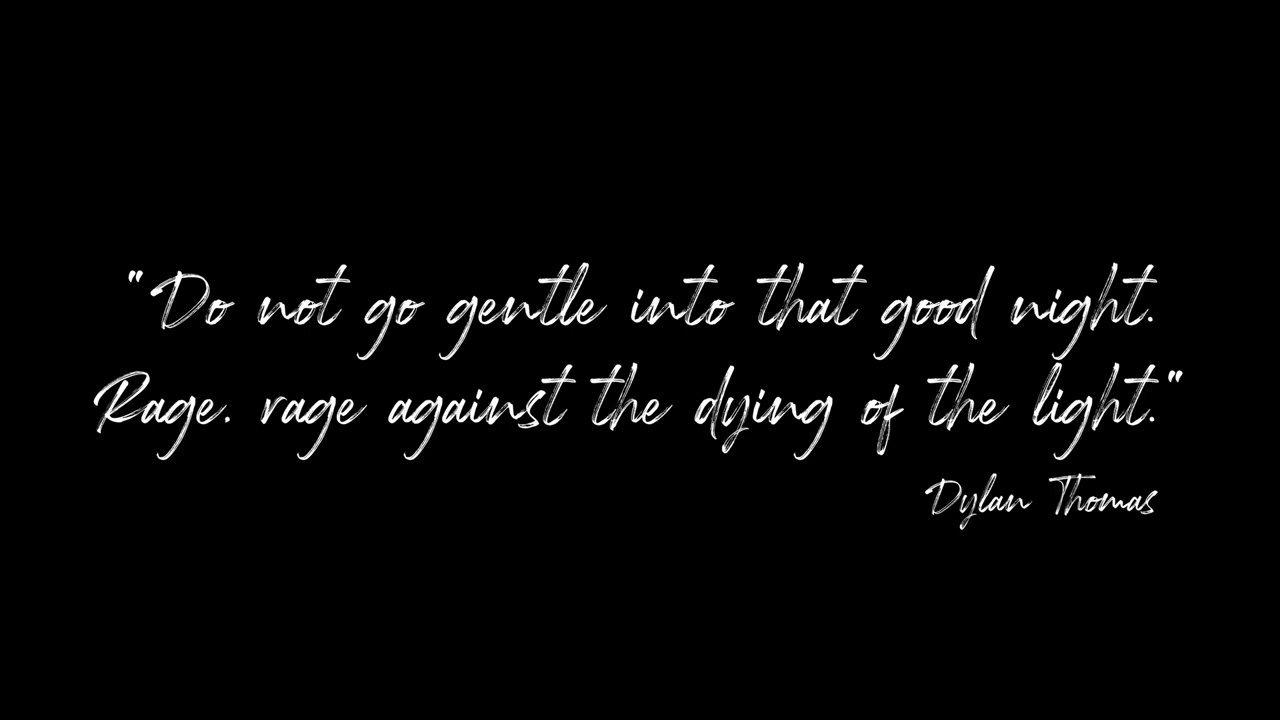 "Do not go gentle into that good night.
Rage. rage against the dying of the light."
Dylan Thomas